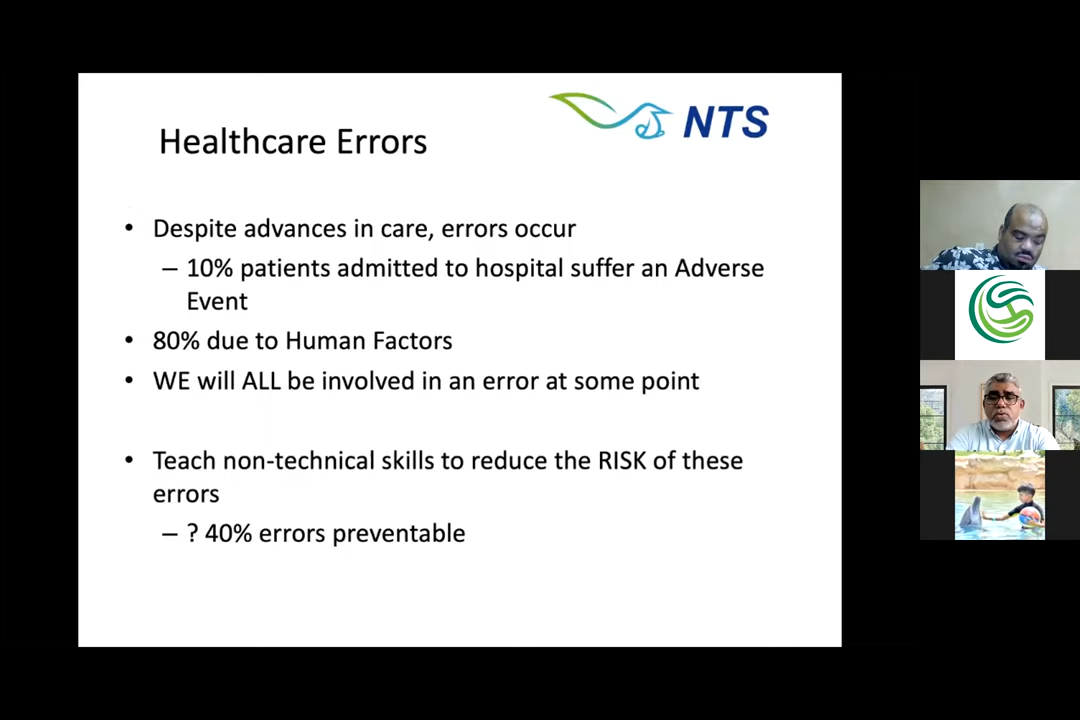 NTS
Healthcare Errors
• Despite advances in care, errors occur
– 10% patients admitted to hospital suffer an Adverse
Event
• 80% due to Human Factors
• WE will ALL be involved in an error at some point
• Teach non-technical skills to reduce the RISK of these
errors
– ? 40% errors preventable